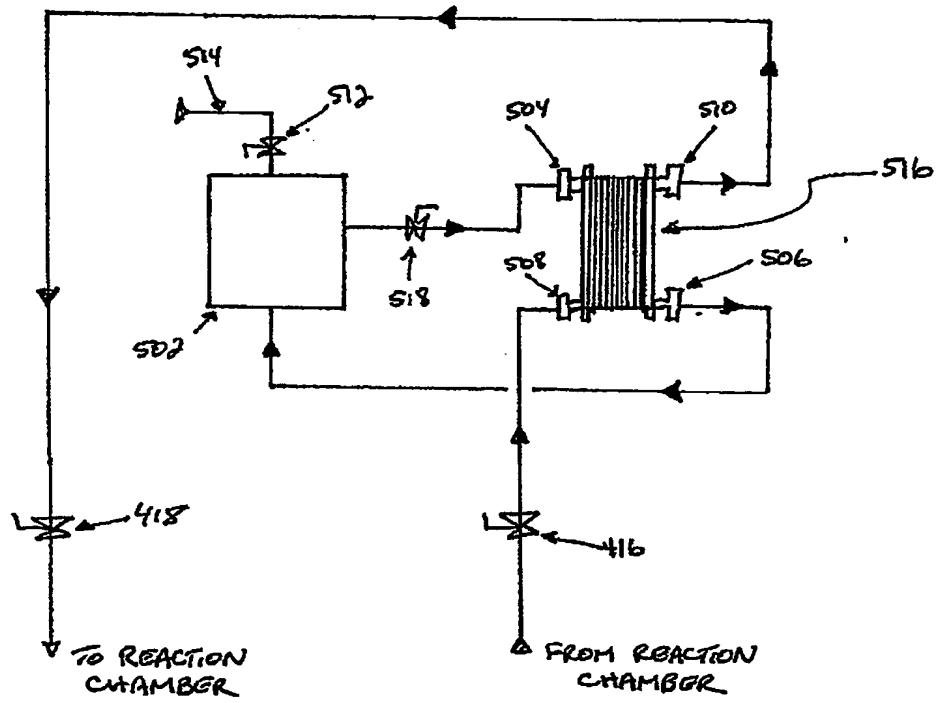 514
512
504
510
516
508
506
518
502
418
416
TO REACTION
CHAMBER
FROM REACTION
CHAMBER